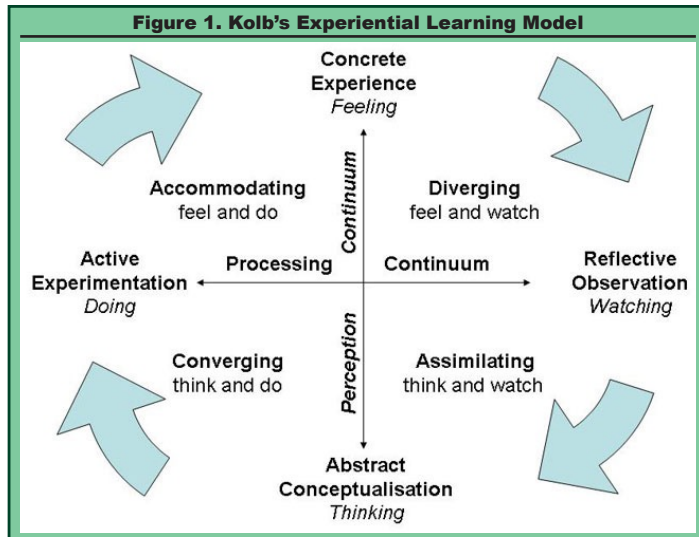 Figure 1. Kolb's Experiential Learning Model
Concrete
Experience
Feeling
Accommodating
feel and do
Continuum
Diverging
feel and watch
Active
Experimentation
Doing
Processing
Continuum
Reflective
Observation
Watching
Converging
think and do
Perception
Assimilating
think and watch
Abstract
Conceptualisation
Thinking